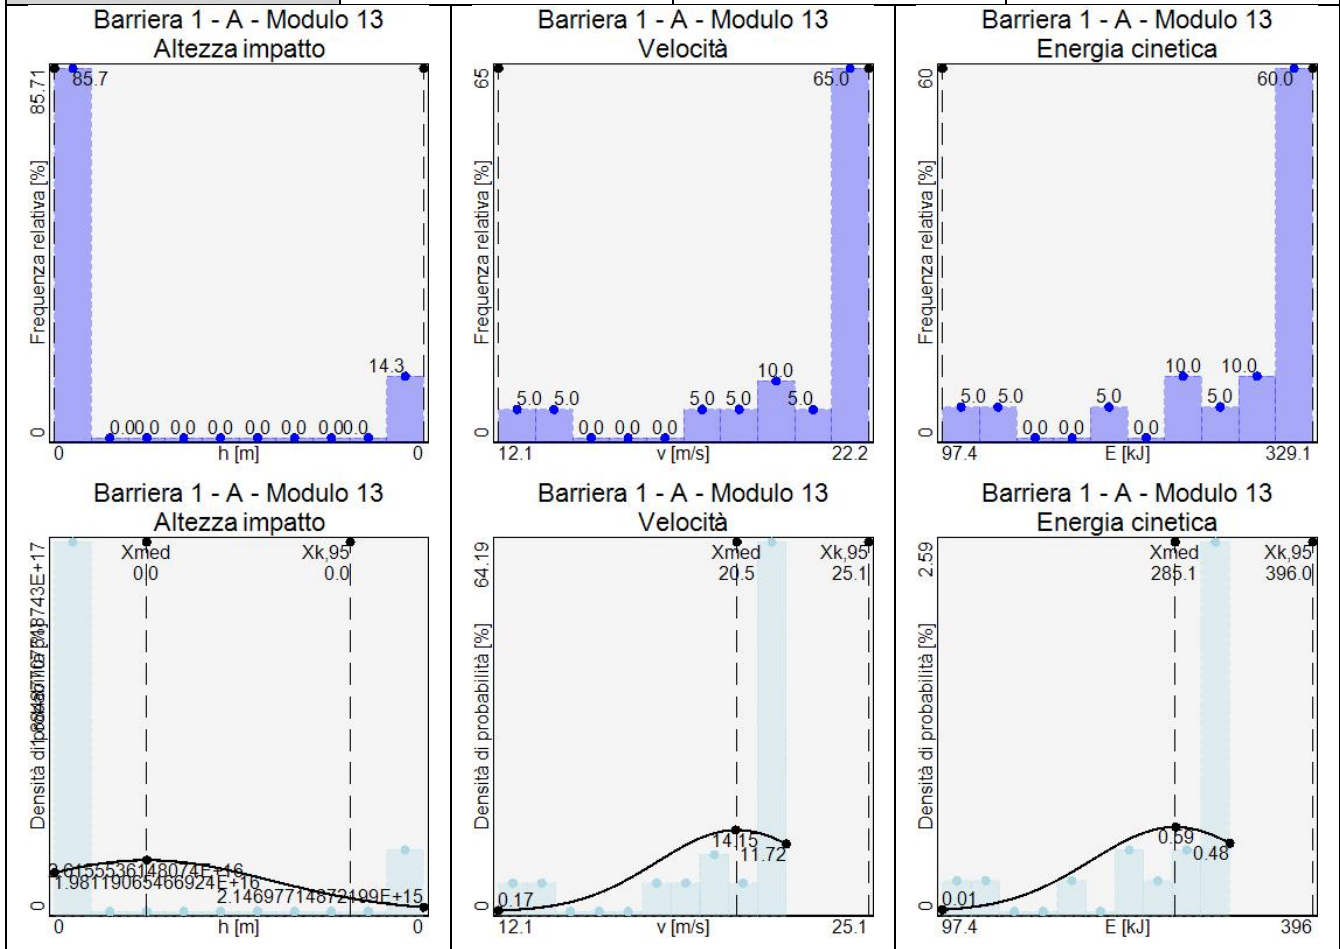 Barriera 1 - A - Modulo 13
Altezza impatto
85.71
85.7
Frequenza relativa [%]
14.3
0.0
0.0
0.0
0.0
0.0
0.0
0.0
0.0
0
0
h [m]
0
Barriera 1 - A - Modulo 13
Velocità
65
65.0
Frequenza relativa [%]
10.0
5.0
5.0
5.0
5.0
5.0
0.0
0.0
0.0
0
12.1
v [m/s]
22.2
Barriera 1 - A - Modulo 13
Energia cinetica
60
60.0
Frequenza relativa [%]
10.0
10.0
5.0
5.0
5.0
5.0
0.0
0.0
0.0
0
97.4
E [kJ]
329.1
Barriera 1 - A - Modulo 13
Altezza impatto
Xmed
0.0
Xk,95
0.0
Densità di probabilità [%]
1.98119065466924E+16
2.14697714872199E+15
0
0
h [m]
0
Barriera 1 - A - Modulo 13
Velocità
64.19
Xmed
20.5
Xk,95
25.1
Densità di probabilità [%]
14.15
11.72
0.17
0
12.1
v [m/s]
25.1
Barriera 1 - A - Modulo 13
Energia cinetica
2.59
Xmed
285.1
Xk,95
396.0
Densità di probabilità [%]
0.59
0.48
0.01
0
97.4
E [kJ]
396